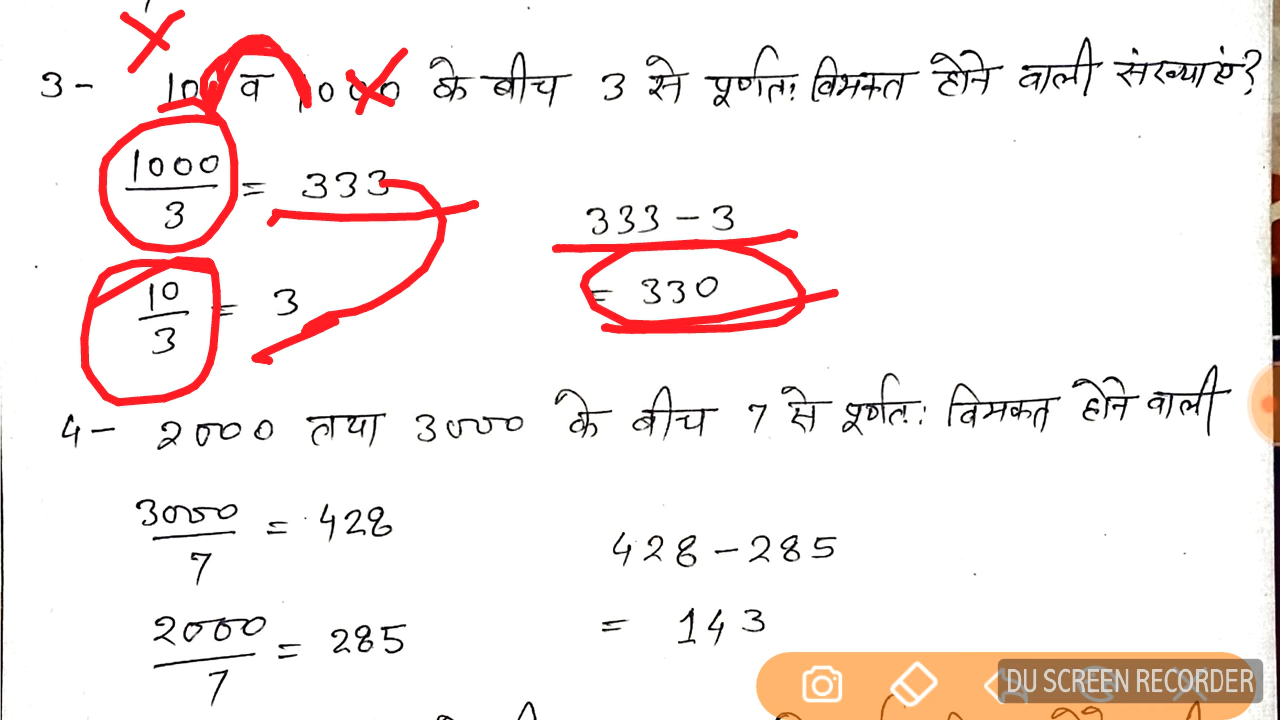 3- 10 व 1000 के बीच 3 से पूर्णतः विभक्त होने वाली संख्याएं?
1000/3 = 333
333 - 3
10/3 = 3
= 330
4- 2000 तथा 3000 के बीच 7 से पूर्णतः विभक्त होने वाली
3000/7 = 428
428 - 285
2000/7 = 285
= 143
DU SCREEN RECORDER